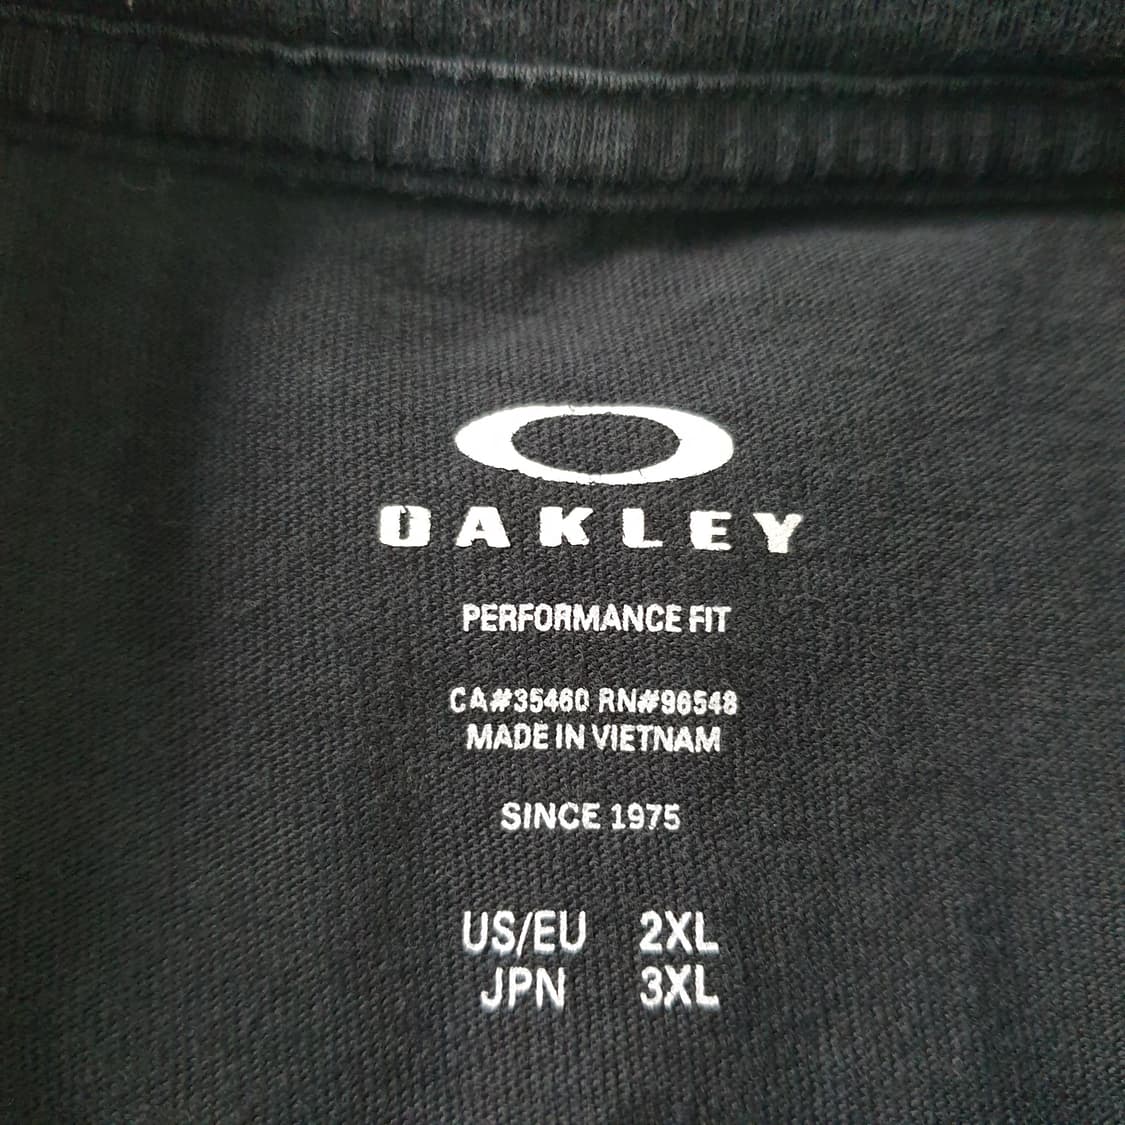 OAKLEY
PERFORMANCE FIT
CA#35460 RN#96548
MADE IN VIETNAM
SINCE 1975
US/EU 2XL
JPN 3XL